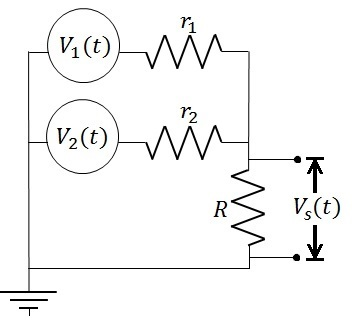 r₁
V₁(t)
r₂
V₂(t)
R
Vₛ(t)